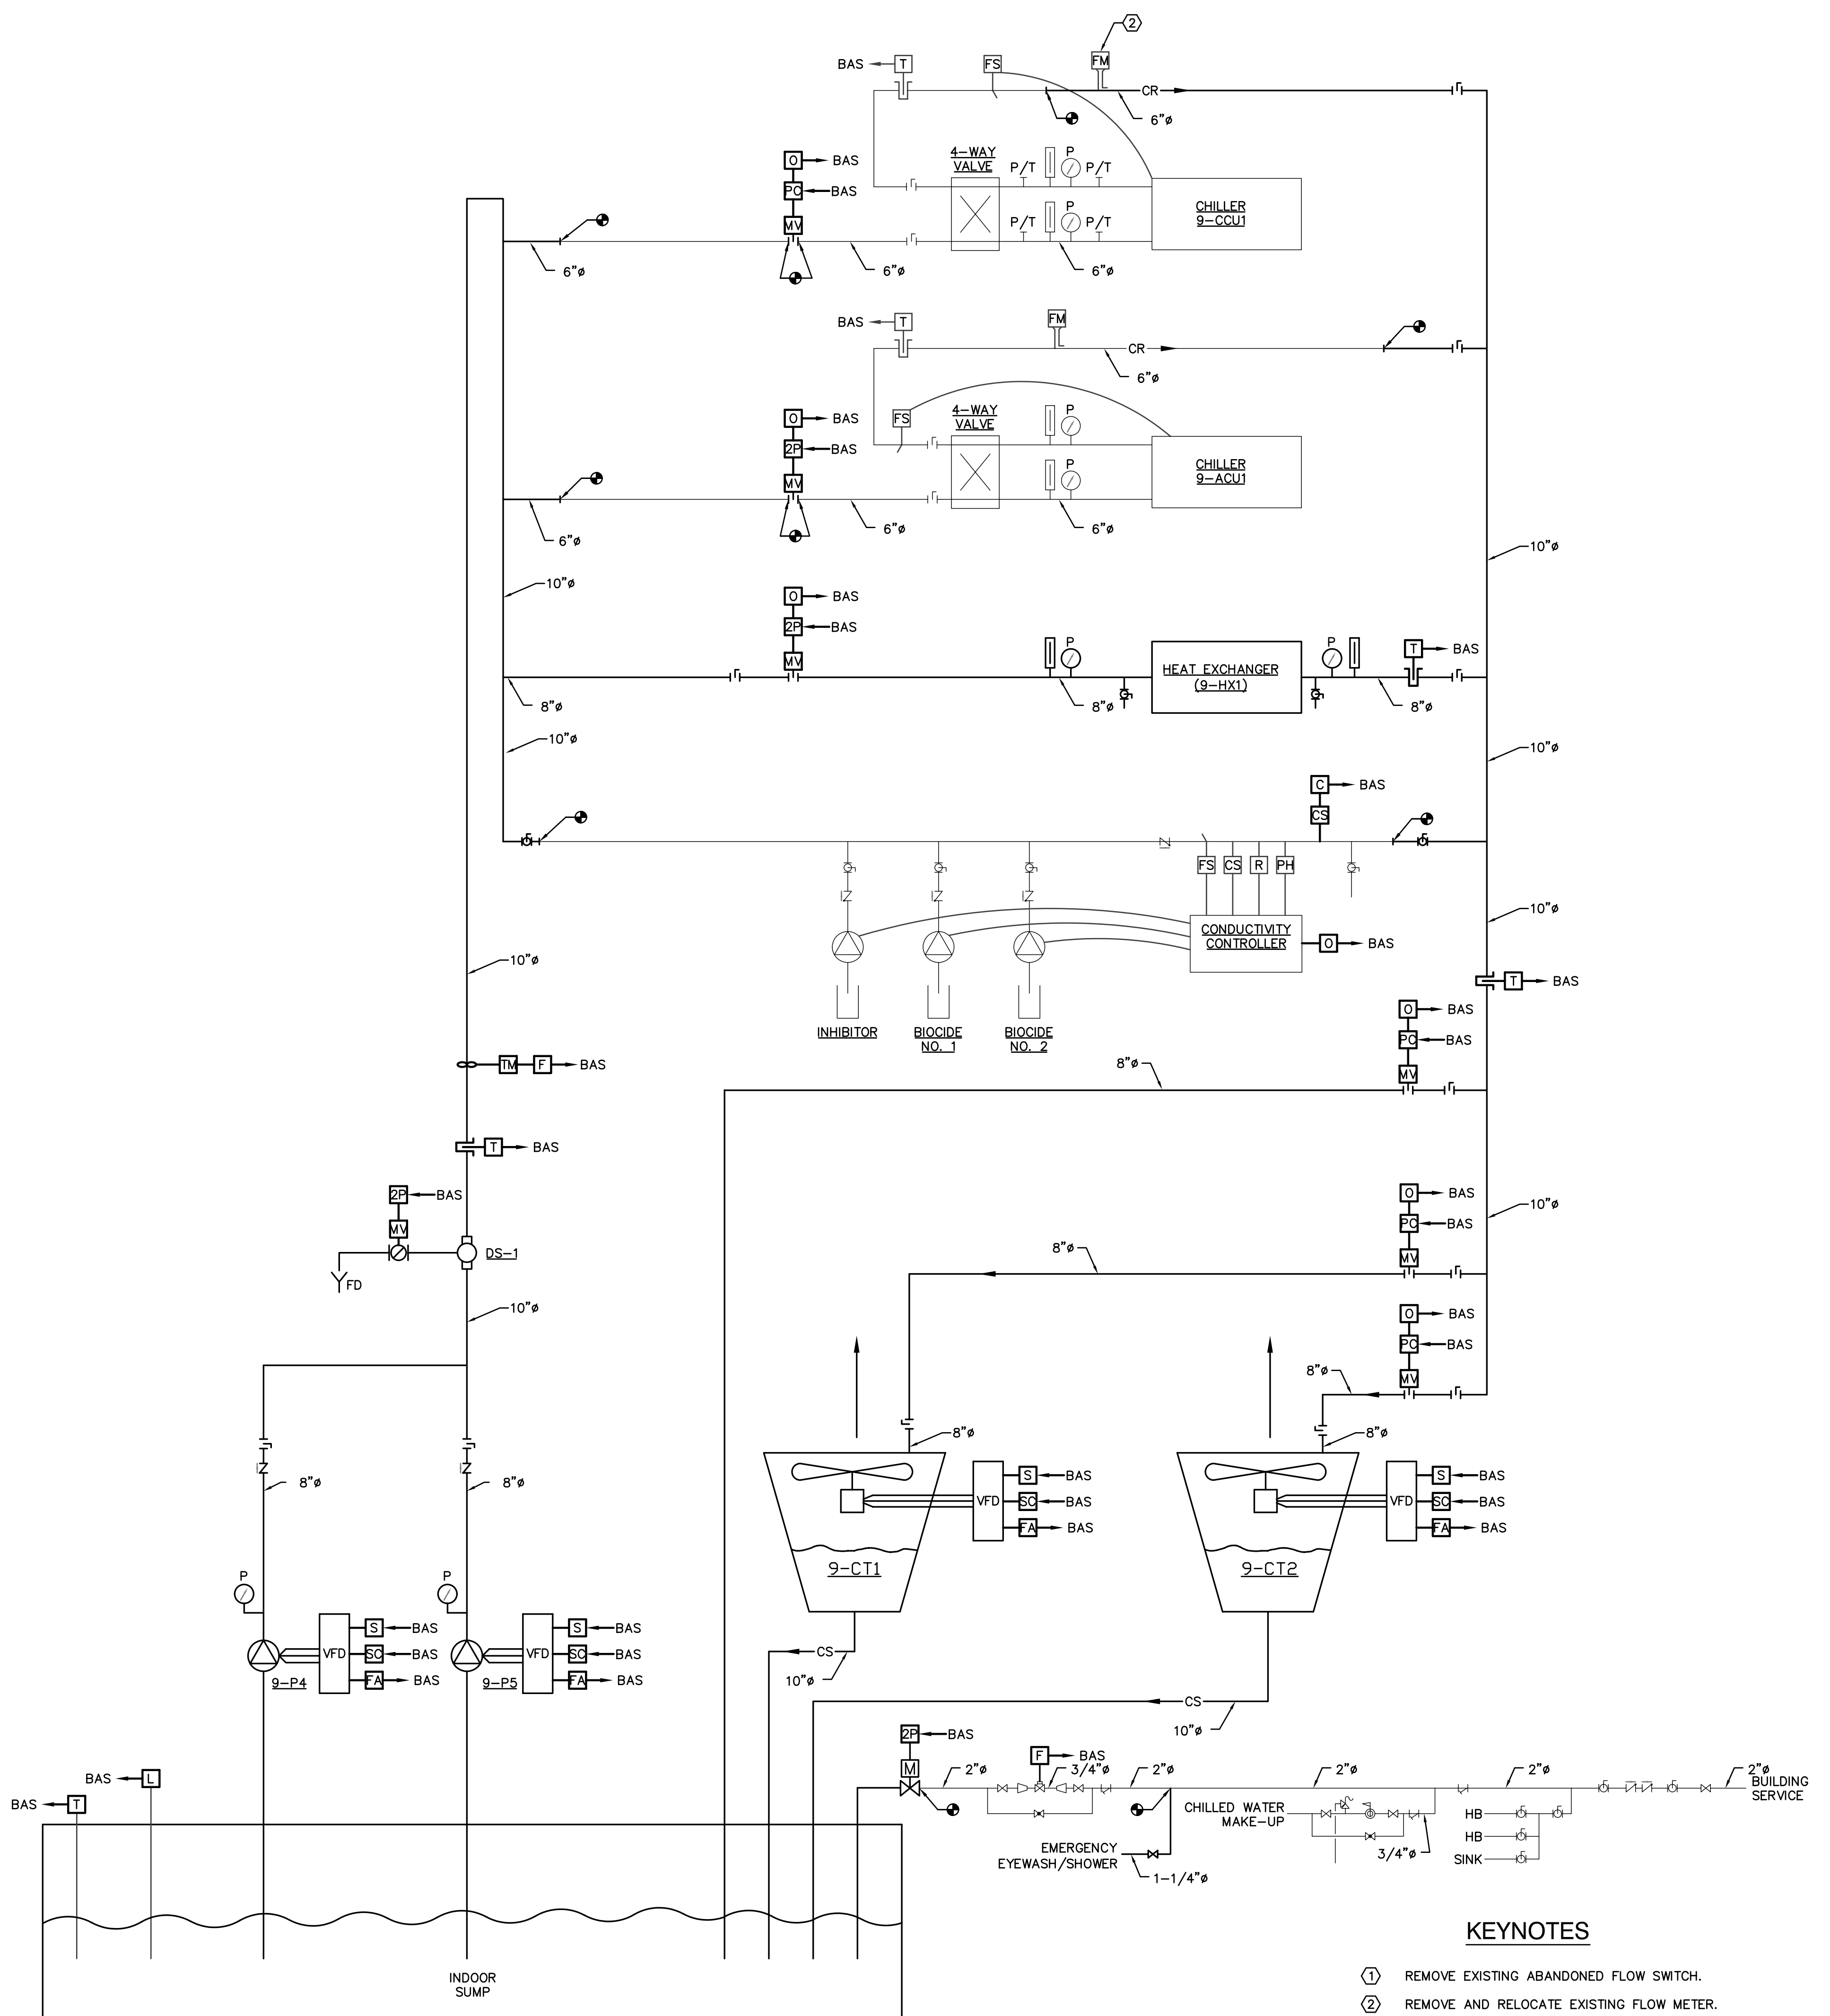 2
BAS
T
FS
FM
CR
6"ø
O
BAS
PC
BAS
MV
4-WAY
VALVE
P/T
P
P/T
P/T
P
P/T
CHILLER
9-CCU1
6"ø
6"ø
6"ø
BAS
T
FM
CR
6"ø
O
BAS
2P
BAS
MV
FS
4-WAY
VALVE
P
P
CHILLER
9-ACU1
6"ø
6"ø
6"ø
10"ø
10"ø
O
BAS
2P
BAS
MV
P
HEAT EXCHANGER
(9-HX1)
P
T
BAS
8"ø
8"ø
8"ø
10"ø
10"ø
C
BAS
CS
FS
CS
R
PH
10"ø
CONDUCTIVITY
CONTROLLER
O
BAS
10"ø
T
BAS
INHIBITOR
BIOCIDE
NO. 1
BIOCIDE
NO. 2
O
BAS
PC
BAS
MV
8"ø
TM
F
BAS
T
BAS
2P
BAS
MV
DS-1
FD
10"ø
O
BAS
PC
BAS
MV
10"ø
8"ø
O
BAS
PC
BAS
MV
8"ø
8"ø
8"ø
8"ø
8"ø
VFD
S
BAS
SC
BAS
FA
BAS
9-CT1
VFD
S
BAS
SC
BAS
FA
BAS
9-CT2
P
P
VFD
S
BAS
SC
BAS
FA
BAS
9-P4
VFD
S
BAS
SC
BAS
FA
BAS
9-P5
CS
10"ø
CS
10"ø
2P
BAS
M
2"ø
F
BAS
3/4"ø
2"ø
2"ø
2"ø
2"ø
BUILDING
SERVICE
BAS
L
BAS
T
CHILLED WATER
MAKE-UP
HB
HB
SINK
3/4"ø
EMERGENCY
EYEWASH/SHOWER
1-1/4"ø
INDOOR
SUMP
KEYNOTES
1 REMOVE EXISTING ABANDONED FLOW SWITCH.
2 REMOVE AND RELOCATE EXISTING FLOW METER.